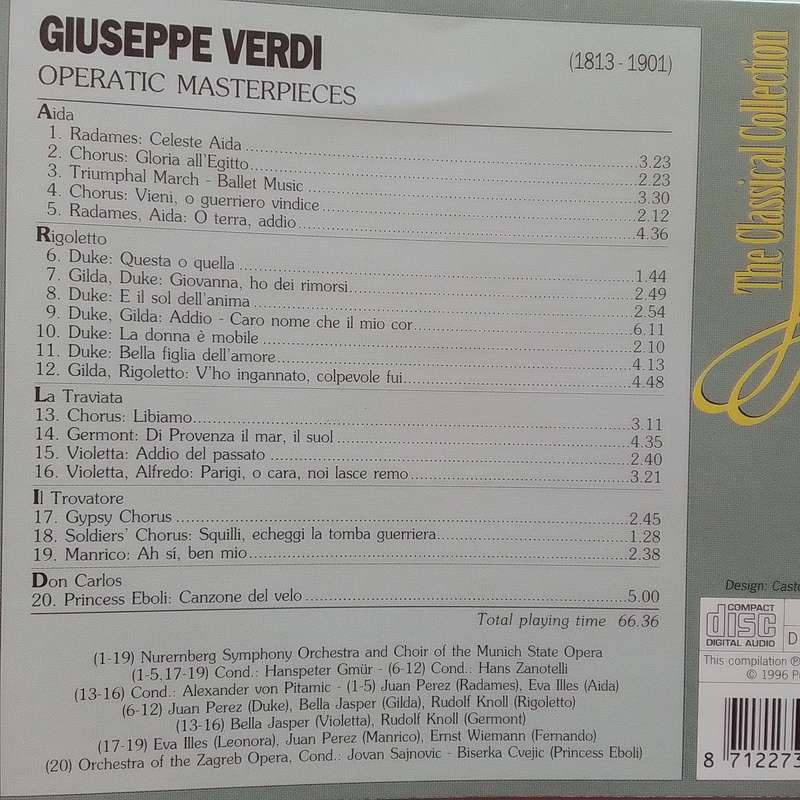 GIUSEPPE VERDI
(1813 - 1901)
OPERATIC MASTERPIECES
Aida
1. Radames: Celeste Aida 3.23
2. Chorus: Gloria all'Egitto 2.23
3. Triumphal March - Ballet Music 3.30
4. Chorus: Vieni, o guerriero vindice 2.12
5. Radames, Aida: O terra, addio 4.36
Rigoletto
6. Duke: Questa o quella 1.44
7. Gilda, Duke: Giovanna, ho dei rimorsi 2.49
8. Duke: E il sol dell'anima 2.54
9. Duke, Gilda: Addio - Caro nome che il mio cor 6.11
10. Duke: La donna è mobile 2.10
11. Duke: Bella figlia dell'amore 4.13
12. Gilda, Rigoletto: V'ho ingannato, colpevole fui 4.48
La Traviata
13. Chorus: Libiamo 3.11
14. Germont: Di Provenza il mar, il suol 4.35
15. Violetta: Addio del passato 2.40
16. Violetta, Alfredo: Parigi, o cara, noi lasce remo 3.21
Il Trovatore
17. Gypsy Chorus 2.45
18. Soldiers' Chorus: Squilli, echeggi la tomba guerriera 1.28
19. Manrico: Ah sí, ben mio 2.38
Don Carlos
20. Princess Eboli: Canzone del velo 5.00
Total playing time 66.36
(1-19) Nurernberg Symphony Orchestra and Choir of the Munich State Opera
(1-5,17-19) Cond.: Hanspeter Gmür - (6-12) Cond.: Hans Zanotelli
(13-16) Cond.: Alexander von Pitamic - (1-5) Juan Perez (Radames), Eva Illes (Aida)
(6-12) Juan Perez (Duke), Bella Jasper (Gilda), Rudolf Knoll (Rigoletto)
(13-16) Bella Jasper (Violetta), Rudolf Knoll (Germont)
(17-19) Eva Illes (Leonora), Juan Perez (Manrico), Ernst Wiemann (Fernando)
(20) Orchestra of the Zagreb Opera, Cond.: Jovan Sajnovic - Biserka Cvejic (Princess Eboli)
The Classical Collection
Design:
COMPACT
disc
DIGITAL AUDIO
D
This compilation ℗
© 1996
8 712273